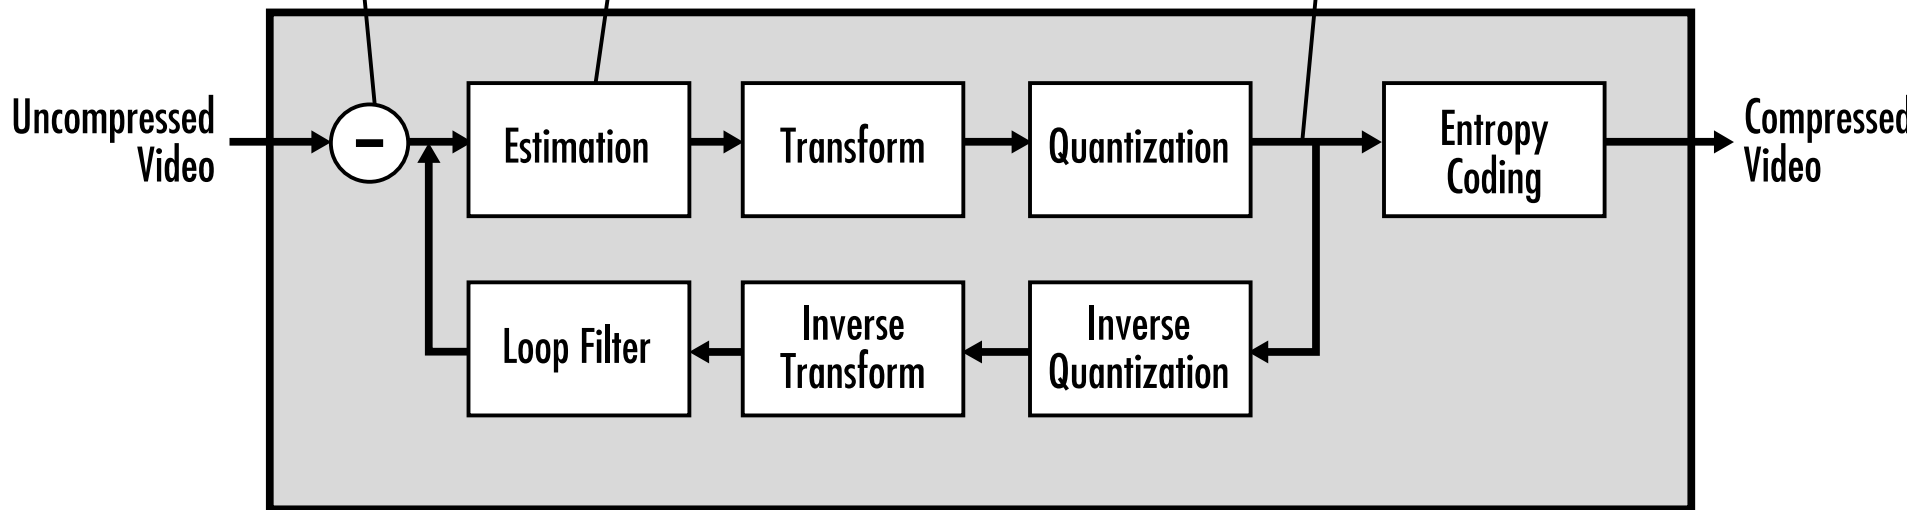 Uncompressed
Video
−
Estimation
Transform
Quantization
Entropy
Coding
Compressed
Video
Loop Filter
Inverse
Transform
Inverse
Quantization